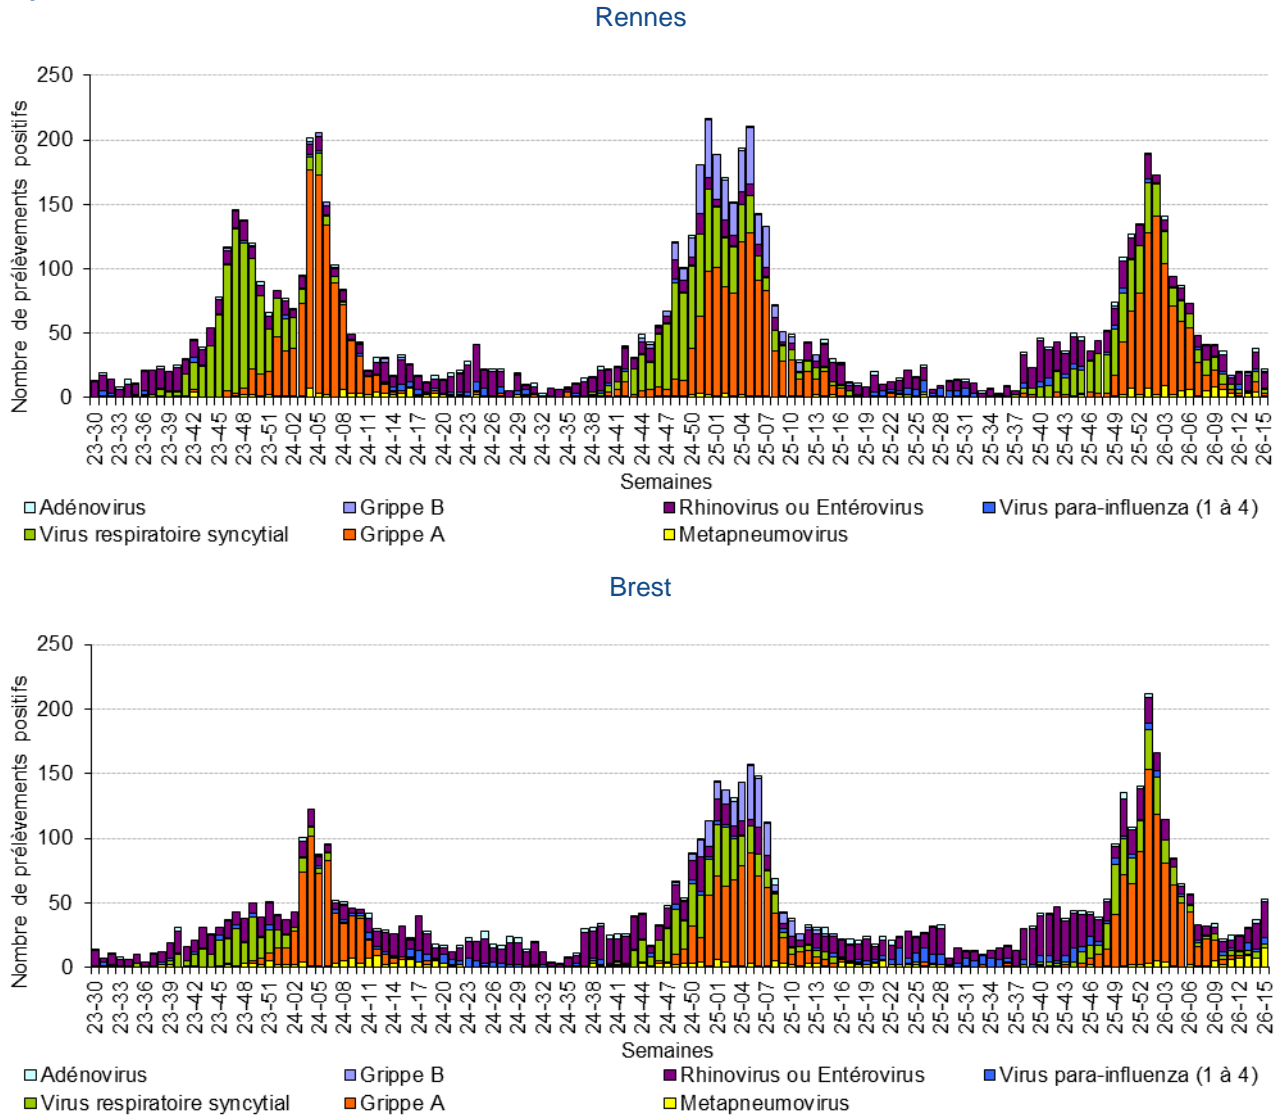 Rennes
Nombre de prélèvements positifs
250
200
150
100
50
0
23-30 23-33 23-36 23-39 23-42 23-45 23-48 23-51 24-02 24-05 24-08 24-11 24-14 24-17 24-20 24-23 24-26 24-29 24-32 24-35 24-38 24-41 24-44 24-47 24-50 25-01 25-04 25-07 25-10 25-13 25-16 25-19 25-22 25-25 25-28 25-31 25-34 25-37 25-40 25-43 25-46 25-49 25-52 26-03 26-06 26-09 26-12 26-15
Semaines
Adénovirus Grippe B Rhinovirus ou Entérovirus Virus para-influenza (1 à 4)
Virus respiratoire syncytial Grippe A Metapneumovirus
Brest
Nombre de prélèvements positifs
250
200
150
100
50
0
23-30 23-33 23-36 23-39 23-42 23-45 23-48 23-51 24-02 24-05 24-08 24-11 24-14 24-17 24-20 24-23 24-26 24-29 24-32 24-35 24-38 24-41 24-44 24-47 24-50 25-01 25-04 25-07 25-10 25-13 25-16 25-19 25-22 25-25 25-28 25-31 25-34 25-37 25-40 25-43 25-46 25-49 25-52 26-03 26-06 26-09 26-12 26-15
Semaines
Adénovirus Grippe B Rhinovirus ou Entérovirus Virus para-influenza (1 à 4)
Virus respiratoire syncytial Grippe A Metapneumovirus